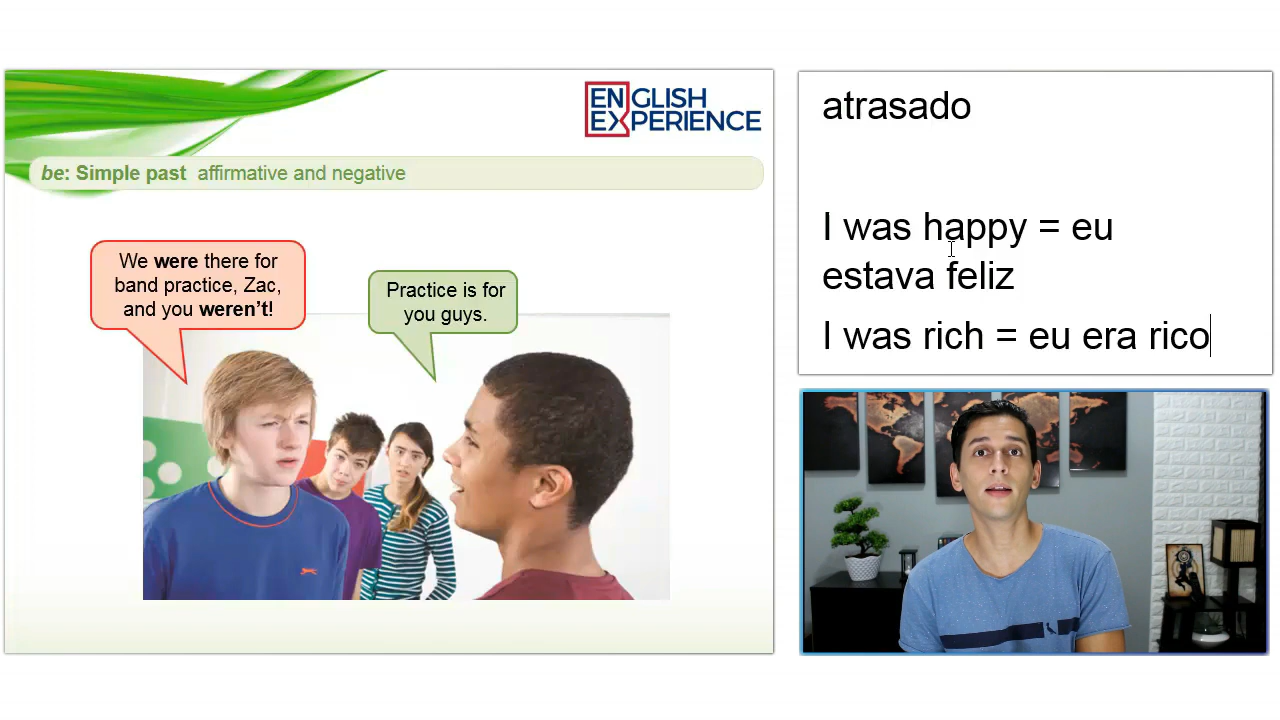 ENGLISH
EXPERIENCE
be: Simple past affirmative and negative
We were there for
band practice, Zac,
and you weren't!
Practice is for
you guys.
atrasado
I was happy = eu
estava feliz
I was rich = eu era rico